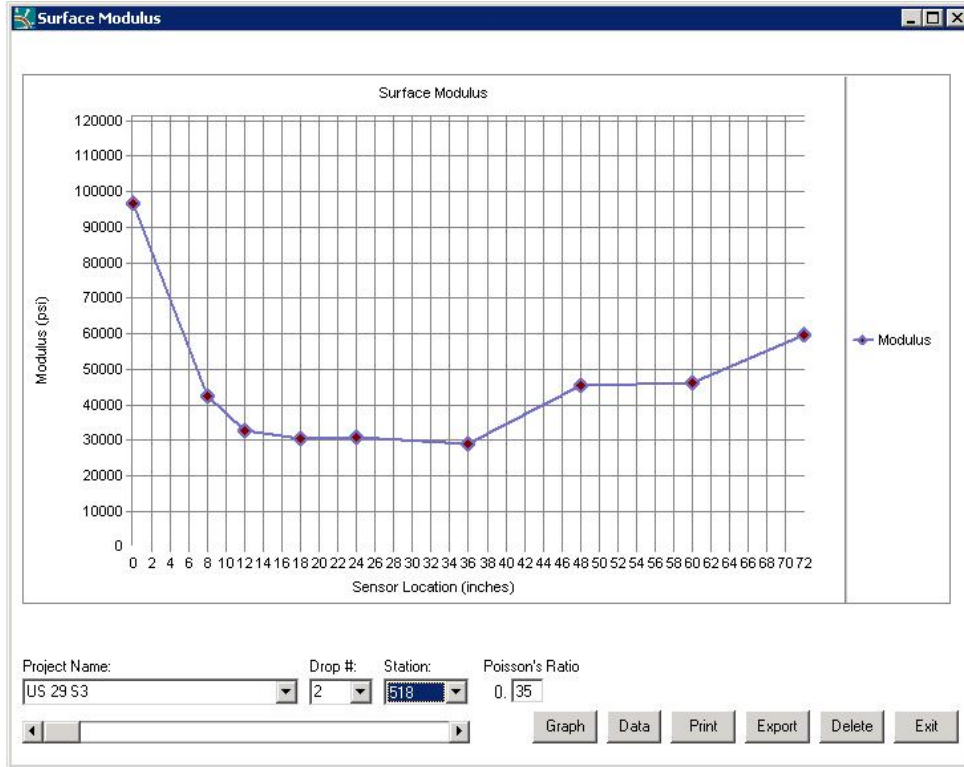 Surface Modulus
Surface Modulus
120000
110000
100000
90000
80000
70000
60000
50000
40000
30000
20000
10000
0
Modulus (psi)
0 2 4 6 8 10 12 14 16 18 20 22 24 26 28 30 32 34 36 38 40 42 44 46 48 50 52 54 56 58 60 62 64 66 68 70 72
Sensor Location (inches)
Modulus
Project Name: Drop #: Station: Poisson's Ratio
US 29 S3 2 518 0. 35
Graph Data Print Export Delete Exit